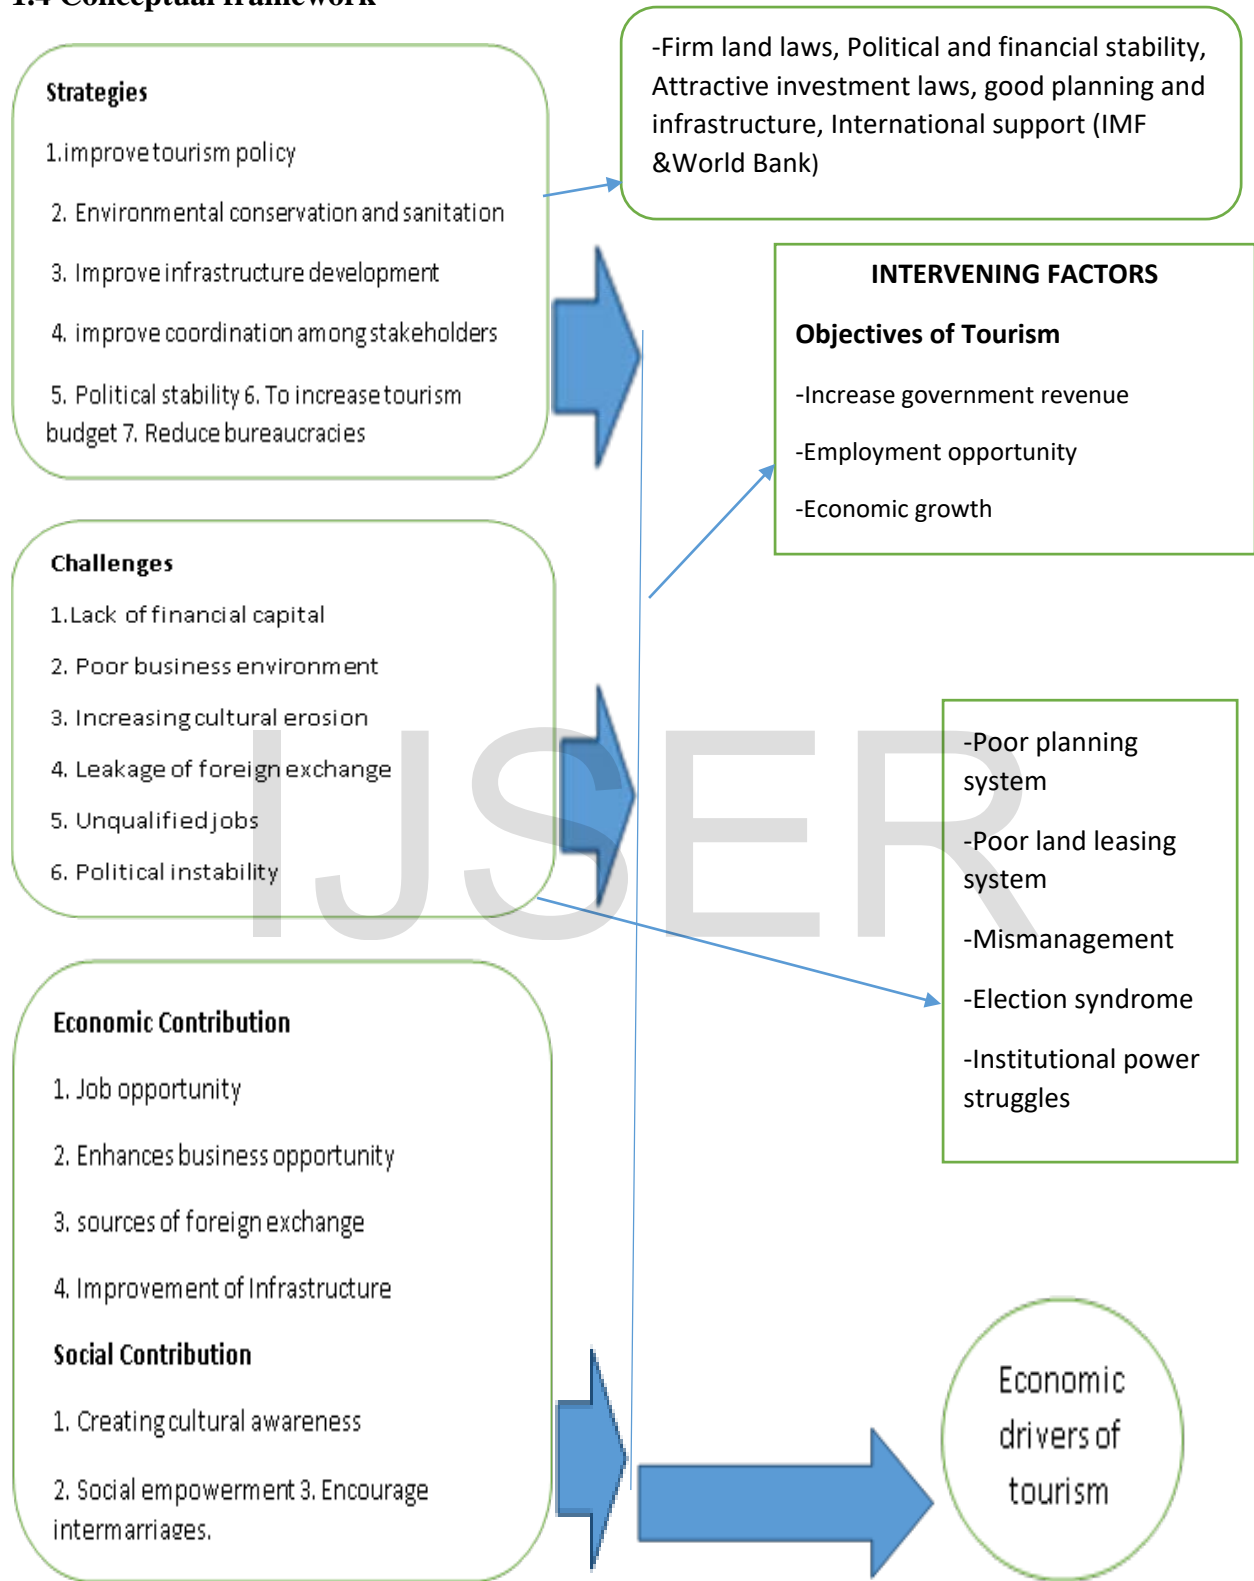 1.4 Conceptual framework
-Firm land laws, Political and financial stability,
Attractive investment laws, good planning and
infrastructure, International support (IMF
&World Bank)
Strategies
1.improve tourism policy
2. Environmental conservation and sanitation
3. Improve infrastructure development
4. improve coordination among stakeholders
5. Political stability 6. To increase tourism
budget 7. Reduce bureaucracies
INTERVENING FACTORS
Objectives of Tourism
-Increase government revenue
-Employment opportunity
-Economic growth
Challenges
1.Lack of financial capital
2. Poor business environment
3. Increasing cultural erosion
4. Leakage of foreign exchange
5. Unqualified jobs
6. Political instability
-Poor planning
system
-Poor land leasing
system
-Mismanagement
-Election syndrome
-Institutional power
struggles
IJSER
Economic Contribution
1. Job opportunity
2. Enhances business opportunity
3. sources of foreign exchange
4. Improvement of Infrastructure
Social Contribution
1. Creating cultural awareness
2. Social empowerment 3. Encourage
intermarriages.
Economic
drivers of
tourism